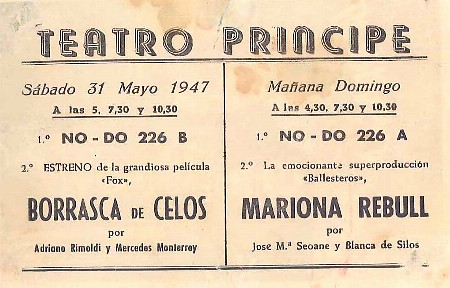 TEATRO PRINCIPE
Sábado 31 Mayo 1947
A las 5, 7,30 y 10,30
1.º NO-DO 226 B
2.º ESTRENO de la grandiosa película
«Fox»,
BORRASCA DE CELOS
por
Adriano Rimoldi y Mercedes Monterrey
Mañana Domingo
A las 4,30, 7,30 y 10,30
1.º NO-DO 226 A
2.º La emocionante superproducción
«Ballesteros»,
MARIONA REBULL
por
Jose M.ª Seoane y Blanca de Silos